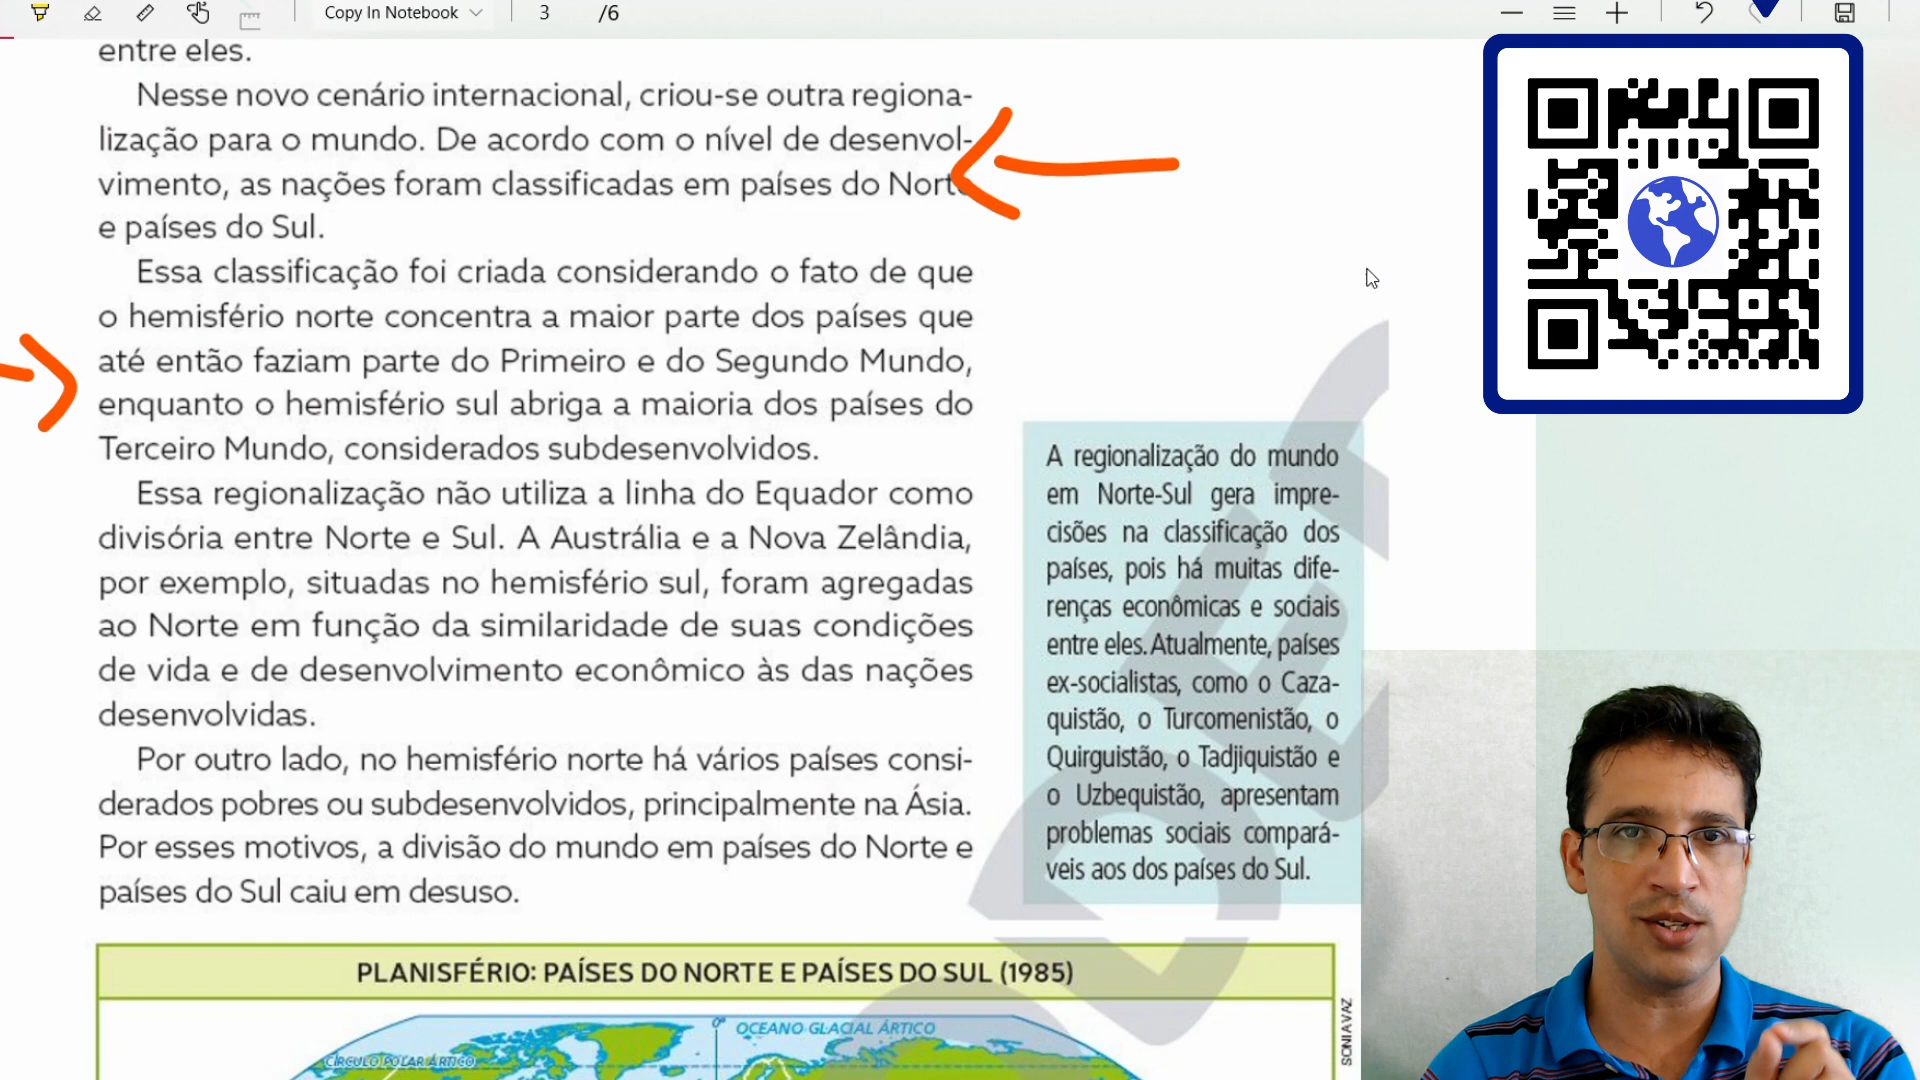 Copy In Notebook
3
/6
entre eles.
Nesse novo cenário internacional, criou-se outra regiona-
lização para o mundo. De acordo com o nível de desenvol-
vimento, as nações foram classificadas em países do Norte
e países do Sul.
Essa classificação foi criada considerando o fato de que
o hemisfério norte concentra a maior parte dos países que
até então faziam parte do Primeiro e do Segundo Mundo,
enquanto o hemisfério sul abriga a maioria dos países do
Terceiro Mundo, considerados subdesenvolvidos.
Essa regionalização não utiliza a linha do Equador como
divisória entre Norte e Sul. A Austrália e a Nova Zelândia,
por exemplo, situadas no hemisfério sul, foram agregadas
ao Norte em função da similaridade de suas condições
de vida e de desenvolvimento econômico às das nações
desenvolvidas.
Por outro lado, no hemisfério norte há vários países consi-
derados pobres ou subdesenvolvidos, principalmente na Ásia.
Por esses motivos, a divisão do mundo em países do Norte e
países do Sul caiu em desuso.
A regionalização do mundo
em Norte-Sul gera impre-
cisões na classificação dos
países, pois há muitas dife-
renças econômicas e sociais
entre eles. Atualmente, países
ex-socialistas, como o Caza-
quistão, o Turcomenistão, o
Quirguistão, o Tadjiquistão e
o Uzbequistão, apresentam
problemas sociais compará-
veis aos dos países do Sul.
PLANISFÉRIO: PAÍSES DO NORTE E PAÍSES DO SUL (1985)
0°
OCEANO GLACIAL ÁRTICO
CÍRCULO POLAR ÁRTICO
SONIA VAZ